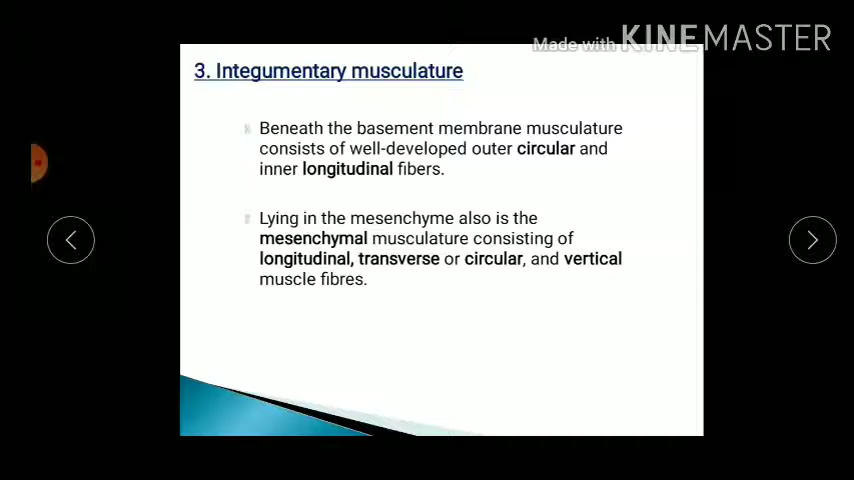 Made with KINEMASTER
3. Integumentary musculature
Beneath the basement membrane musculature
consists of well-developed outer circular and
inner longitudinal fibers.
Lying in the mesenchyme also is the
mesenchymal musculature consisting of
longitudinal, transverse or circular, and vertical
muscle fibres.